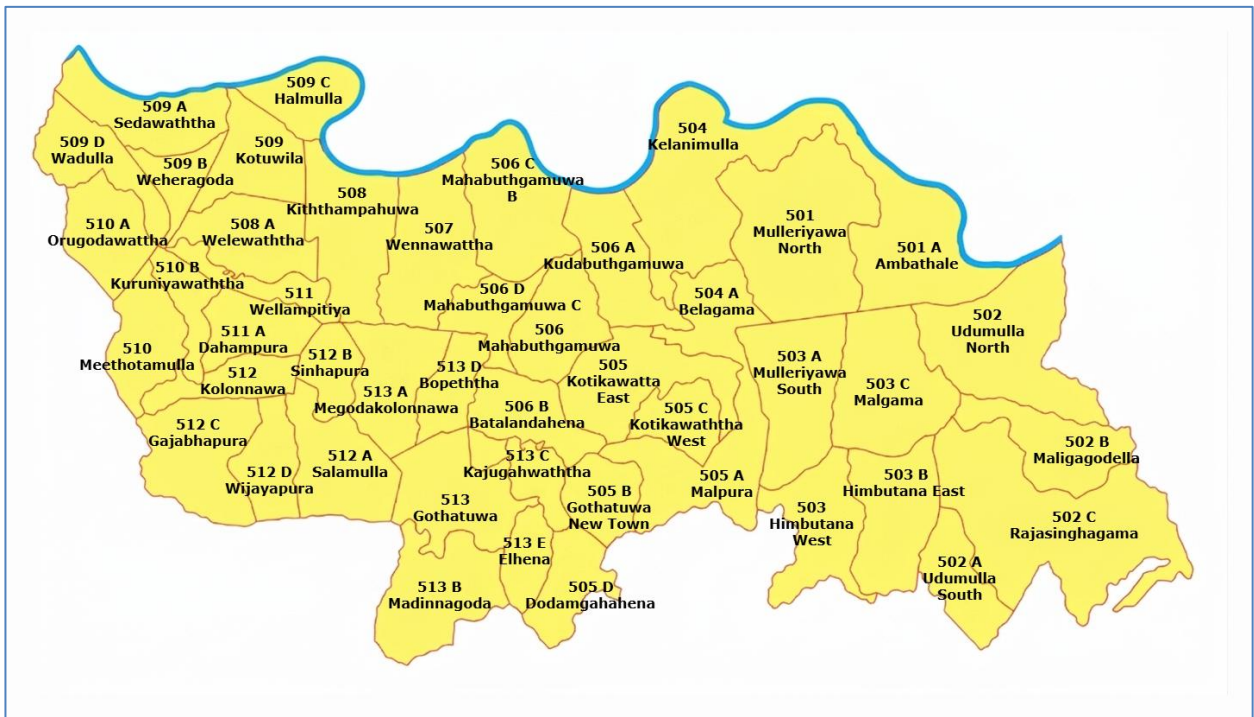 509 C
Halmulla
509 A
Sedawaththa
504
Kelanimulla
509 D
Wadulla
509
Kotuwila
509 B
Weheragoda
506 C
Mahabuthgamuwa
B
508
Kiththampahuwa
510 A
Orugodawattha
508 A
Welewaththa
507
Wennawattha
501
Mulleriyawa
North
506 A
Kudabuthgamuwa
501 A
Ambathale
510 B
Kuruniyawaththa
506 D
Mahabuthgamuwa C
511
Wellampitiya
504 A
Belagama
502
Udumulla
North
511 A
Dahampura
506
Mahabuthgamuwa
510
Meethotamulla
512 B
Sinhapura
513 D
Bopeththa
505
Kotikawatta
East
503 A
Mulleriyawa
South
512
Kolonnawa
513 A
Megodakolonnawa
503 C
Malgama
506 B
Batalandahena
505 C
Kotikawaththa
West
512 C
Gajabhapura
502 B
Maligagodella
512 A
Salamulla
513 C
Kajugahwaththa
512 D
Wijayapura
505 A
Malpura
503 B
Himbutana East
505 B
Gothatuwa
New Town
513
Gothatuwa
503
Himbutana
West
502 C
Rajasinghagama
513 E
Elhena
502 A
Udumulla
South
513 B
Madinnagoda
505 D
Dodamgahahena